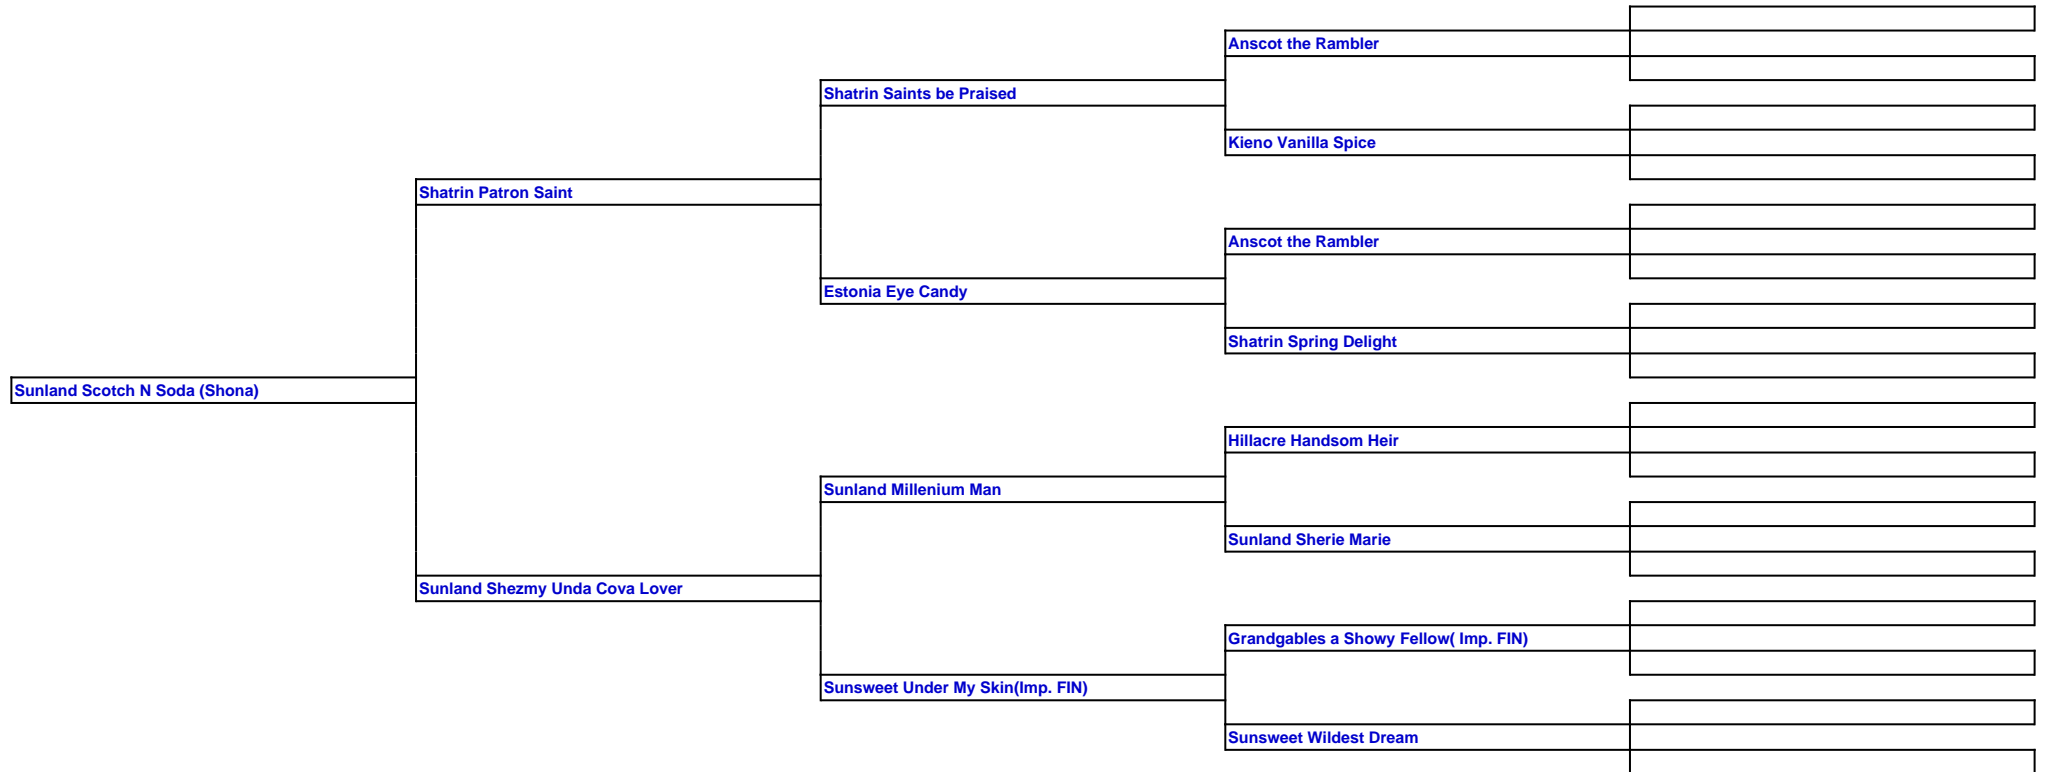 Anscot the Rambler
Shatrin Saints be Praised
Kieno Vanilla Spice
Shatrin Patron Saint
Anscot the Rambler
Estonia Eye Candy
Shatrin Spring Delight
Sunland Scotch N Soda (Shona)
Hillacre Handsom Heir
Sunland Millenium Man
Sunland Sherie Marie
Sunland Shezmy Unda Cova Lover
Grandgables a Showy Fellow( Imp. FIN)
Sunsweet Under My Skin(Imp. FIN)
Sunsweet Wildest Dream